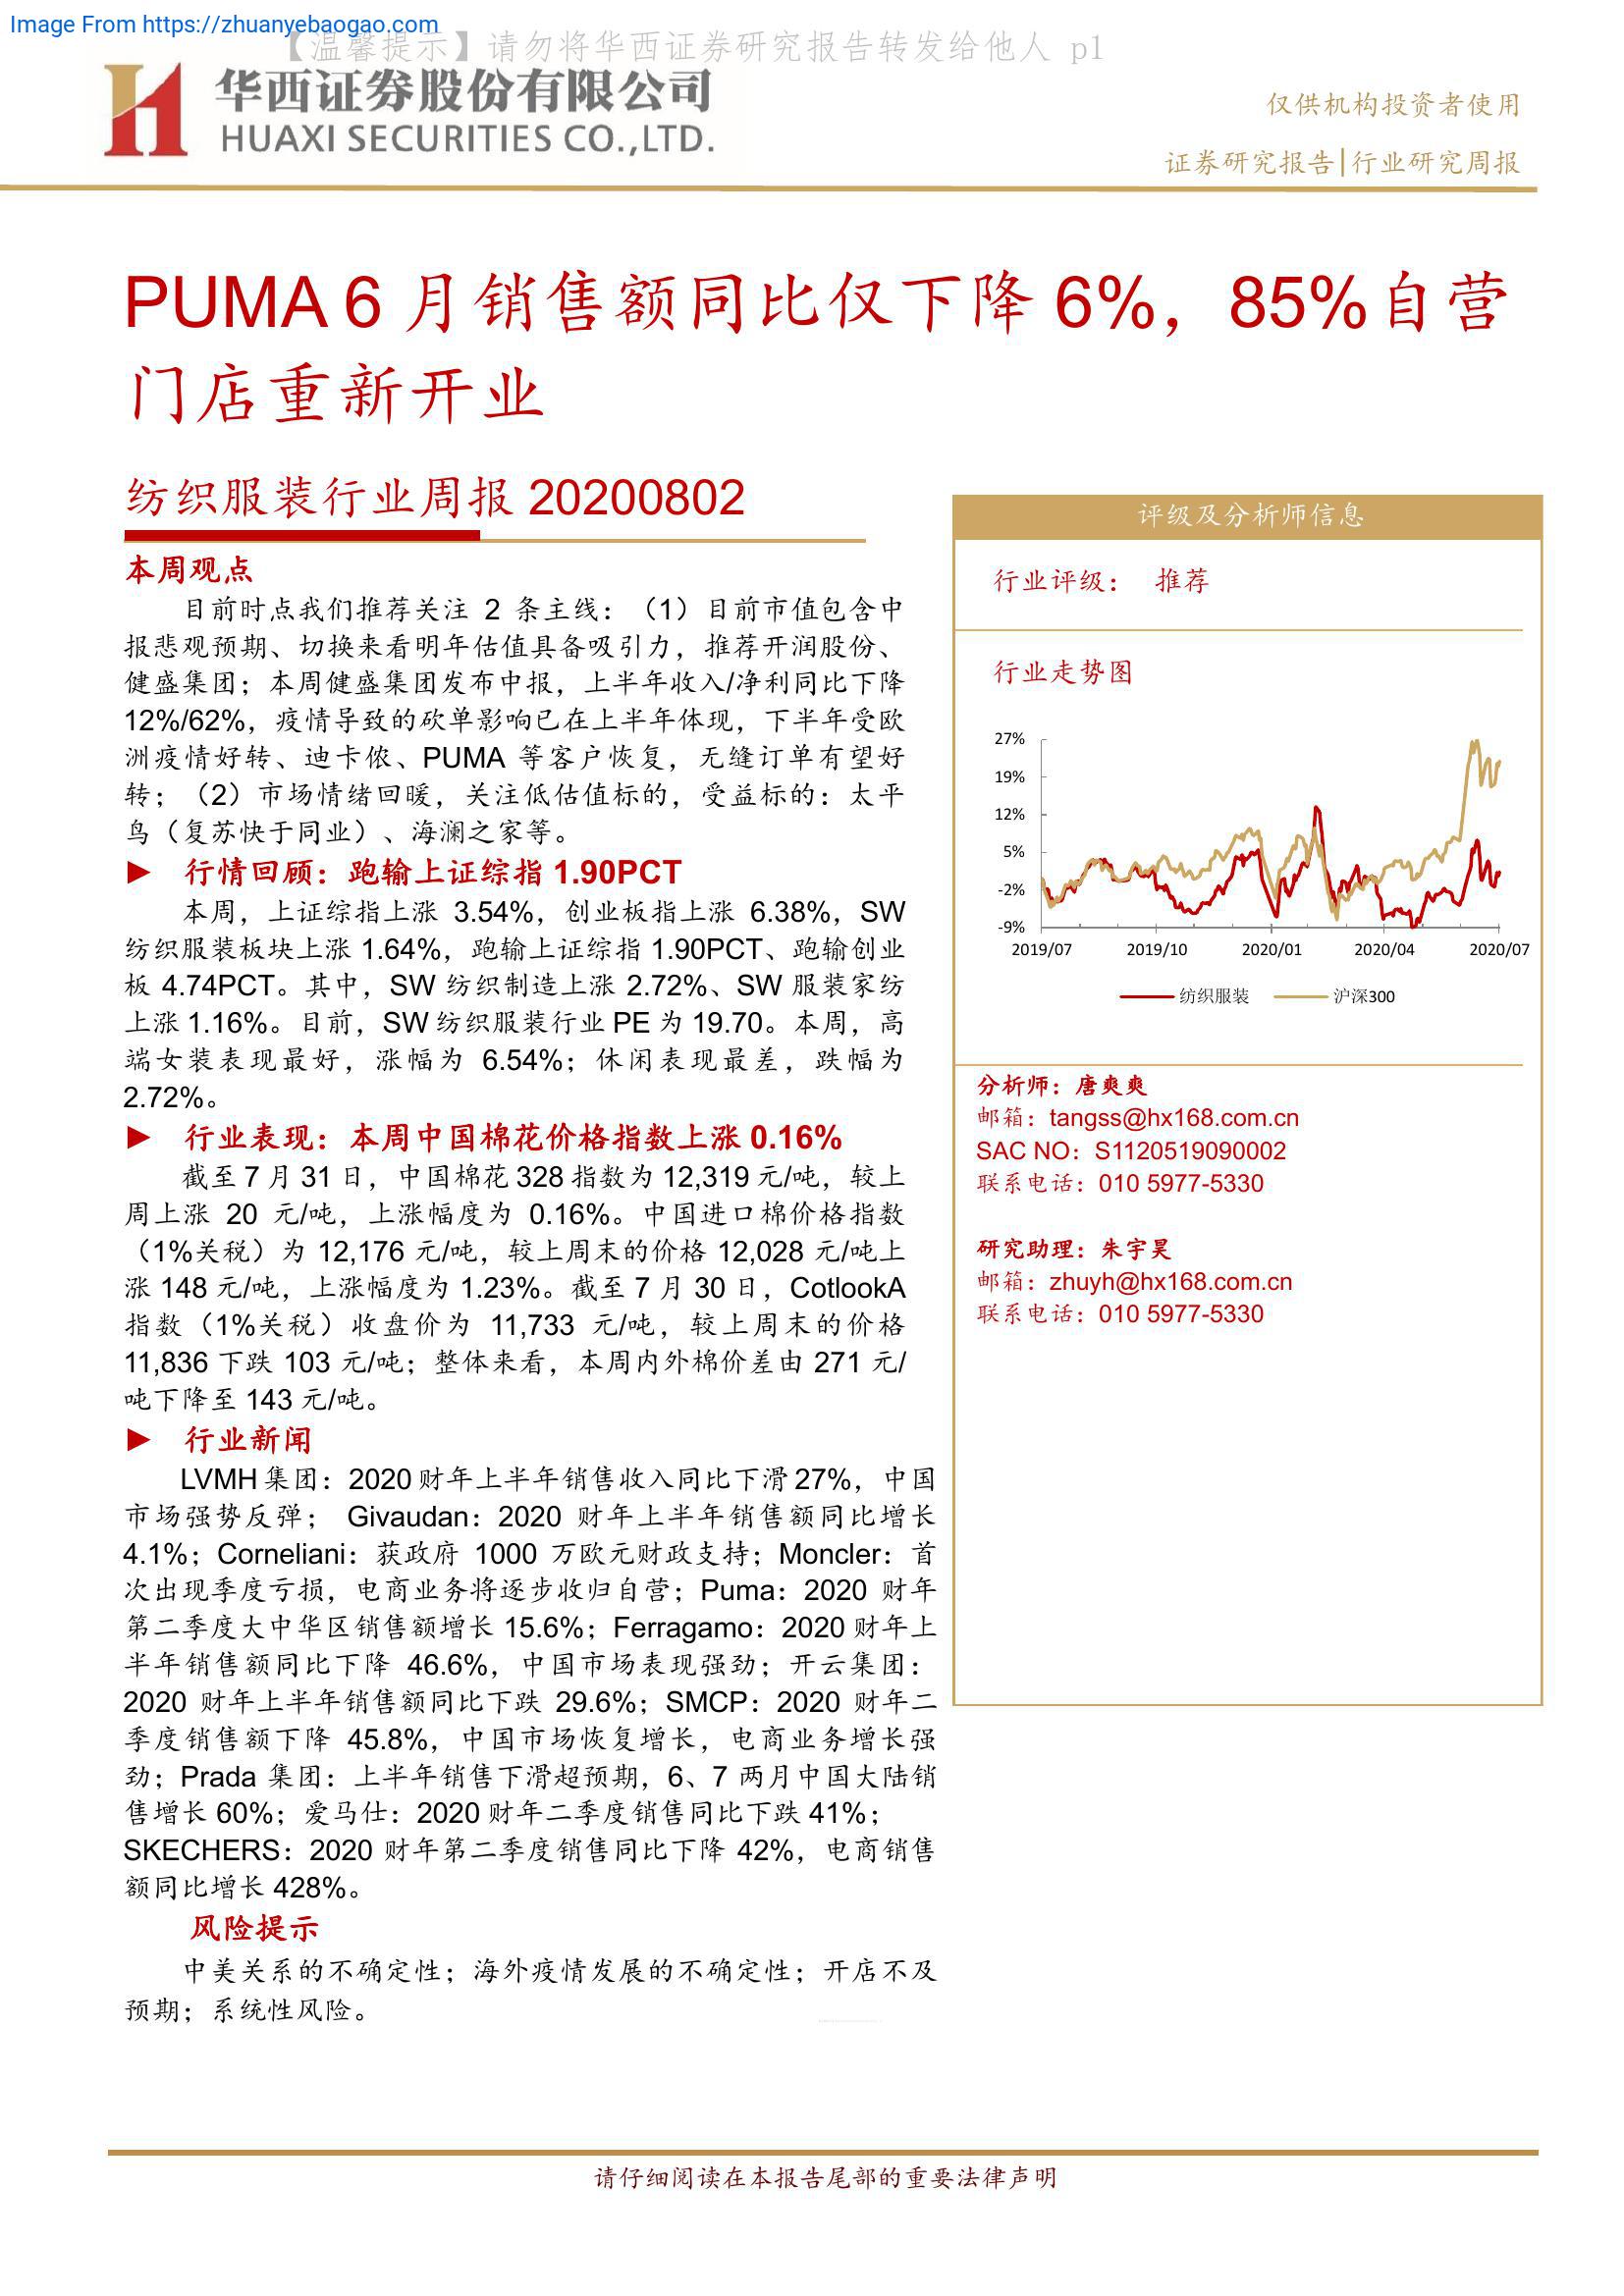 Image From https://zhuanyebaogao.com
【温馨提示】请勿将华西证券研究报告转发给他人 p1
华西证券股份有限公司
HUAXI SECURITIES CO.,LTD.
仅供机构投资者使用
证券研究报告|行业研究周报
PUMA 6 月销售额同比仅下降 6%，85%自营
门店重新开业
纺织服装行业周报 20200802
本周观点
目前时点我们推荐关注 2 条主线：（1）目前市值包含中
报悲观预期、切换来看明年估值具备吸引力，推荐开润股份、
健盛集团；本周健盛集团发布中报，上半年收入/净利同比下降
12%/62%，疫情导致的砍单影响已在上半年体现，下半年受欧
洲疫情好转、迪卡侬、PUMA 等客户恢复，无缝订单有望好
转；（2）市场情绪回暖，关注低估值标的，受益标的：太平
鸟（复苏快于同业）、海澜之家等。
► 行情回顾：跑输上证综指 1.90PCT
本周，上证综指上涨 3.54%，创业板指上涨 6.38%，SW
纺织服装板块上涨 1.64%，跑输上证综指 1.90PCT、跑输创业
板 4.74PCT。其中，SW 纺织制造上涨 2.72%、SW 服装家纺
上涨 1.16%。目前，SW 纺织服装行业 PE 为 19.70。本周，高
端女装表现最好，涨幅为 6.54%；休闲表现最差，跌幅为
2.72%。
► 行业表现：本周中国棉花价格指数上涨 0.16%
截至 7 月 31 日，中国棉花 328 指数为 12,319 元/吨，较上
周上涨 20 元/吨，上涨幅度为 0.16%。中国进口棉价格指数
（1%关税）为 12,176 元/吨，较上周末的价格 12,028 元/吨上
涨 148 元/吨，上涨幅度为 1.23%。截至 7 月 30 日，CotlookA
指数（1%关税）收盘价为 11,733 元/吨，较上周末的价格
11,836 下跌 103 元/吨；整体来看，本周内外棉价差由 271 元/
吨下降至 143 元/吨。
► 行业新闻
LVMH 集团：2020 财年上半年销售收入同比下滑 27%，中国
市场强势反弹； Givaudan：2020 财年上半年销售额同比增长
4.1%；Corneliani：获政府 1000 万欧元财政支持；Moncler：首
次出现季度亏损，电商业务将逐步收归自营；Puma：2020 财年
第二季度大中华区销售额增长 15.6%；Ferragamo：2020 财年上
半年销售额同比下降 46.6%，中国市场表现强劲；开云集团：
2020 财年上半年销售额同比下跌 29.6%；SMCP：2020 财年二
季度销售额下降 45.8%，中国市场恢复增长，电商业务增长强
劲；Prada 集团：上半年销售下滑超预期，6、7 两月中国大陆销
售增长 60%；爱马仕：2020 财年二季度销售同比下跌 41%；
SKECHERS：2020 财年第二季度销售同比下降 42%，电商销售
额同比增长 428%。
风险提示
中美关系的不确定性；海外疫情发展的不确定性；开店不及
预期；系统性风险。
评级及分析师信息
行业评级： 推荐
行业走势图
27%
19%
12%
5%
-2%
-9%
2019/07 2019/10 2020/01 2020/04 2020/07
纺织服装 沪深300
分析师：唐爽爽
邮箱：tangss@hx168.com.cn
SAC NO：S1120519090002
联系电话：010 5977-5330
研究助理：朱宇昊
邮箱：zhuyh@hx168.com.cn
联系电话：010 5977-5330
请仔细阅读在本报告尾部的重要法律声明